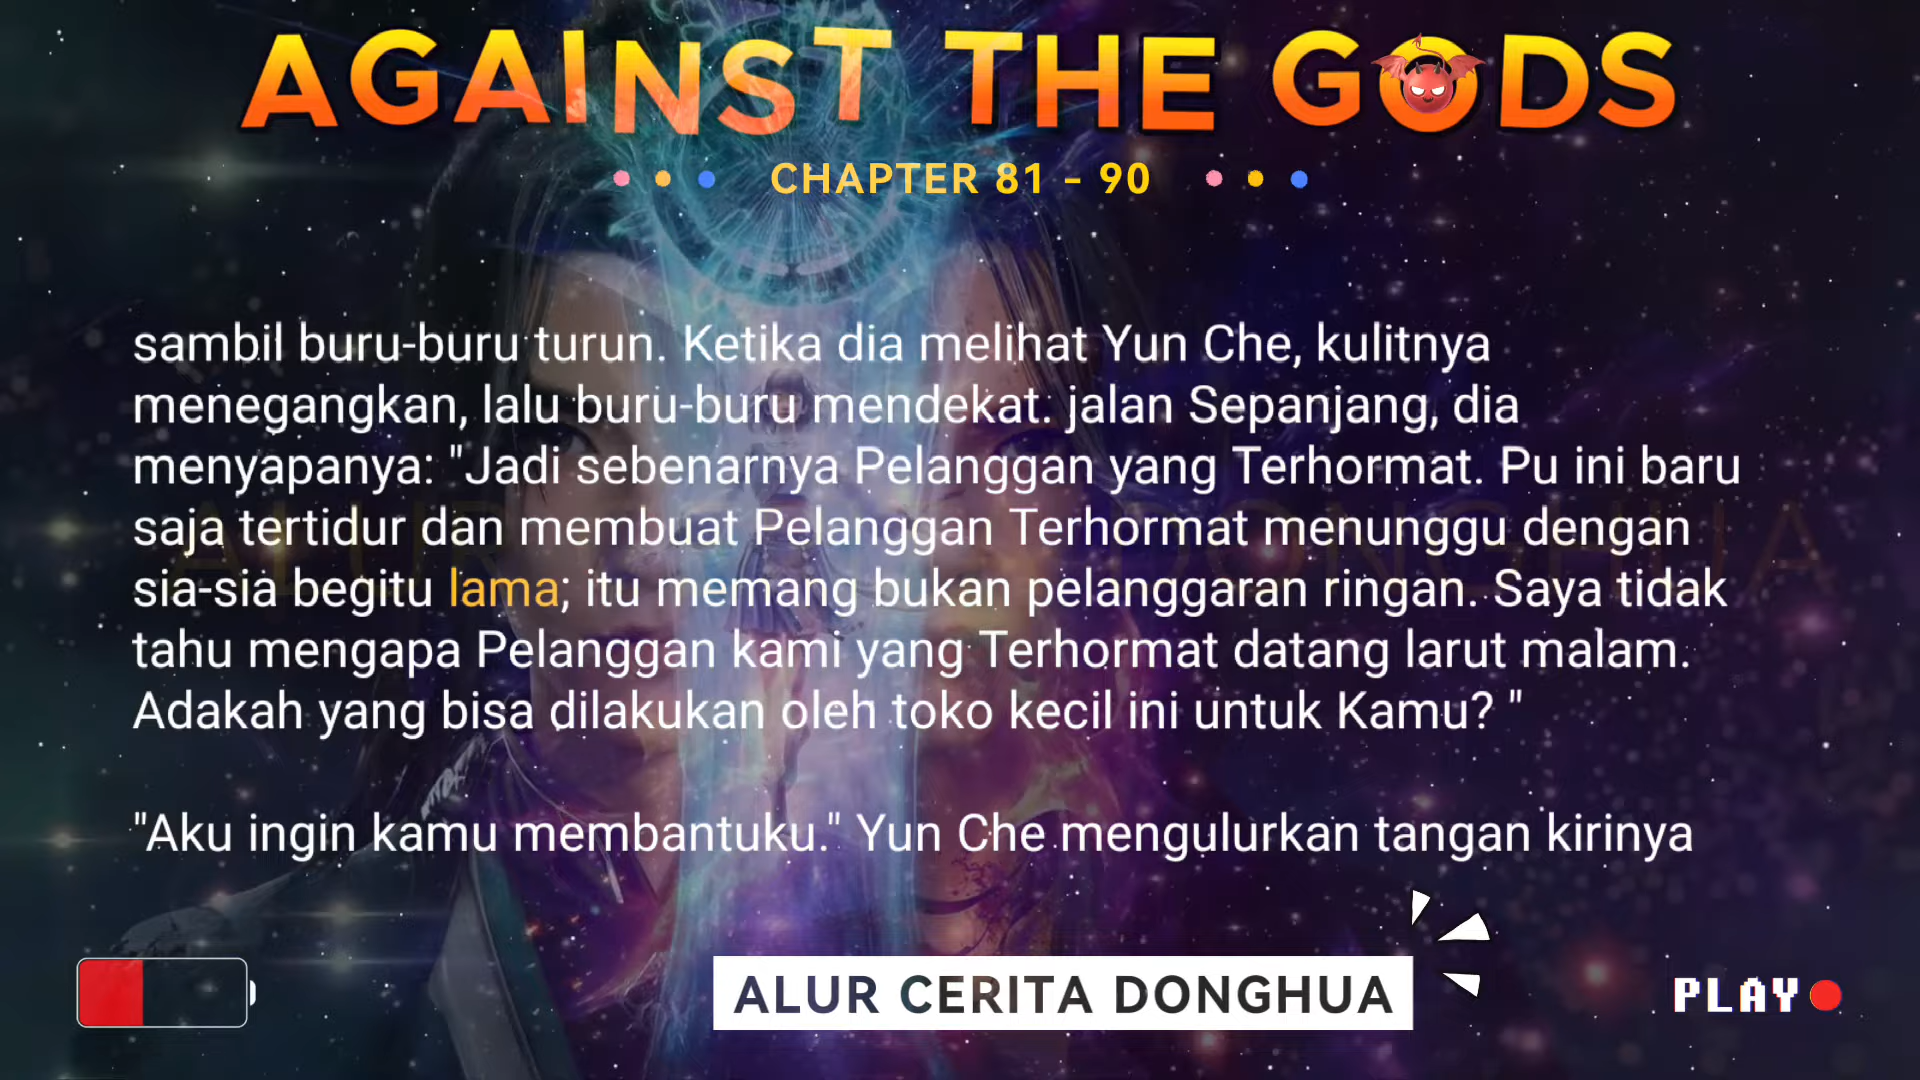 AGAINST THE GODS
CHAPTER 81 - 90
sambil buru-buru turun. Ketika dia melihat Yun Che, kulitnya
menegangkan, lalu buru-buru mendekat. jalan Sepanjang, dia
menyapanya: "Jadi sebenarnya Pelanggan yang Terhormat. Pu ini baru
saja tertidur dan membuat Pelanggan Terhormat menunggu dengan
sia-sia begitu lama; itu memang bukan pelanggaran ringan. Saya tidak
tahu mengapa Pelanggan kami yang Terhormat datang larut malam.
Adakah yang bisa dilakukan oleh toko kecil ini untuk Kamu? "
"Aku ingin kamu membantuku." Yun Che mengulurkan tangan kirinya
ALUR CERITA DONGHUA
PLAY